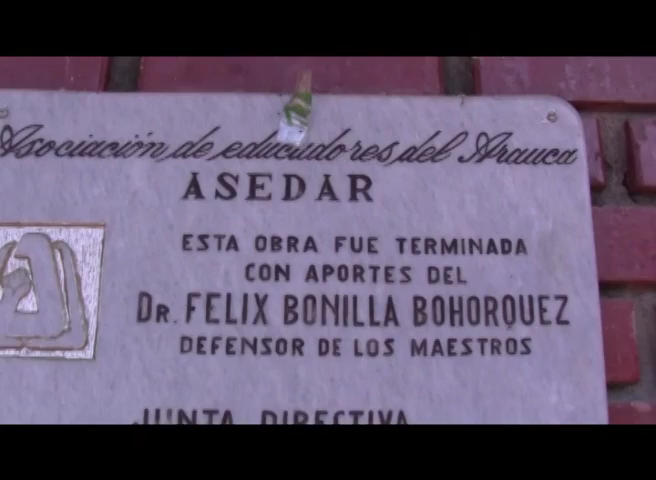 Asociación de educadores del Arauca
ASEDAR
ESTA OBRA FUE TERMINADA
CON APORTES DEL
DR. FELIX BONILLA BOHORQUEZ
DEFENSOR DE LOS MAESTROS
JUNTA DIRECTIVA